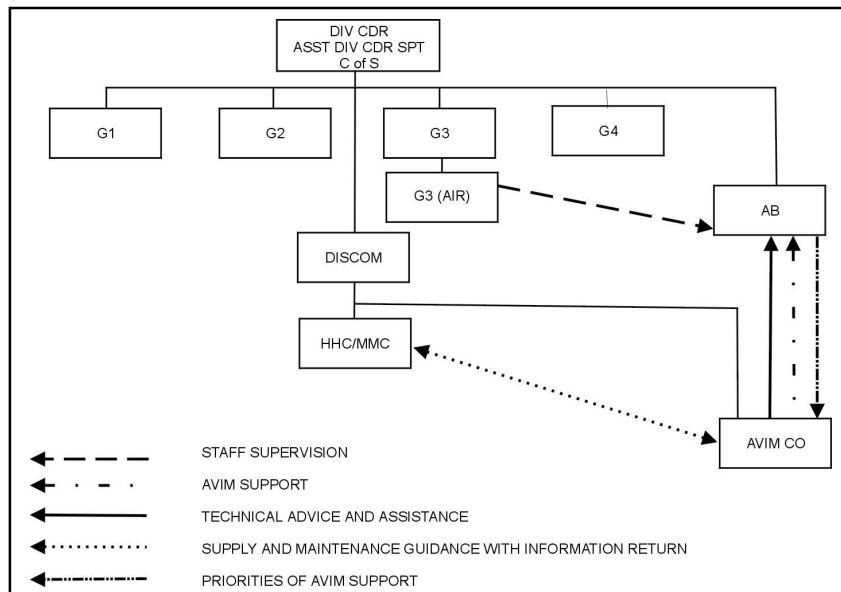 DIV CDR
ASST DIV CDR SPT
C of S
G1
G2
G3
G4
G3 (AIR)
AB
DISCOM
HHC/MMC
AVIM CO
STAFF SUPERVISION
AVIM SUPPORT
TECHNICAL ADVICE AND ASSISTANCE
SUPPLY AND MAINTENANCE GUIDANCE WITH INFORMATION RETURN
PRIORITIES OF AVIM SUPPORT